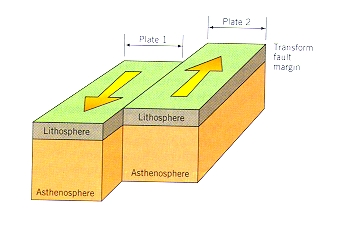 Plate 2
Plate 1
Transform
fault
margin
Lithosphere
Lithosphere
Asthenosphere
Asthenosphere